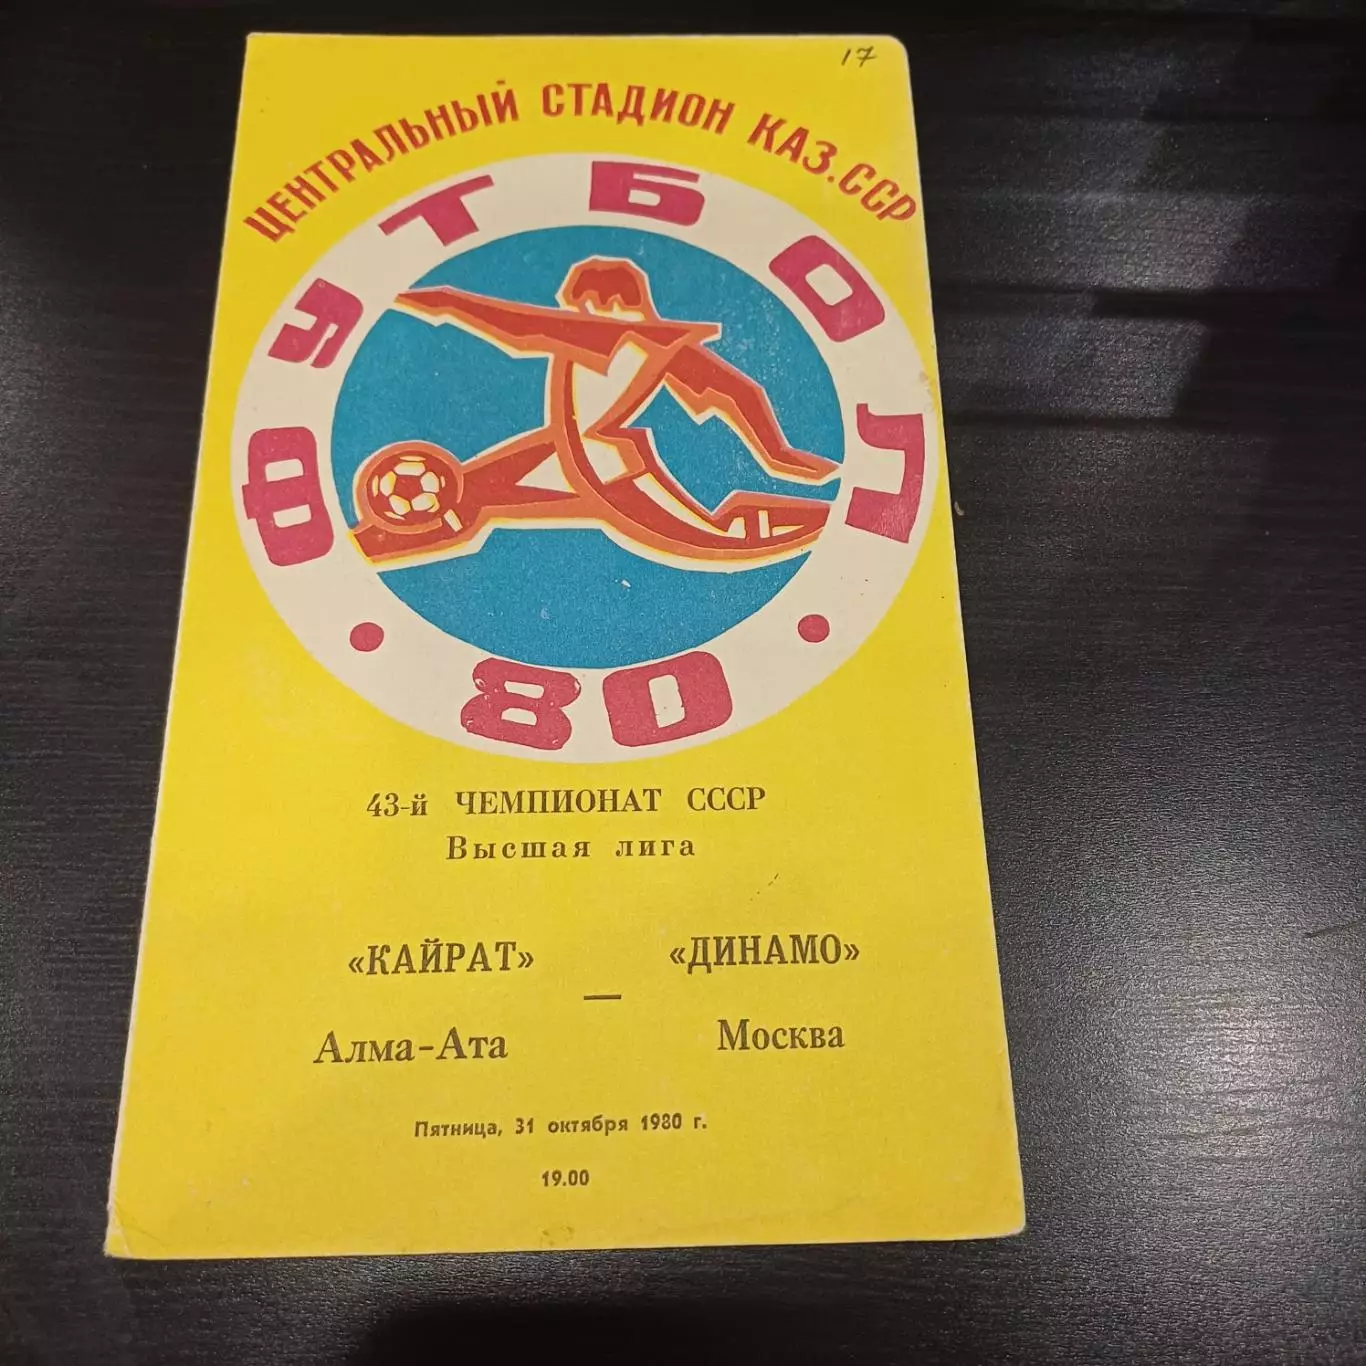 17
ЦЕНТРАЛЬНЫЙ СТАДИОН КАЗ.ССР
ФУТБОЛ
• 80 •
43-й ЧЕМПИОНАТ СССР
Высшая лига
«КАЙРАТ» — «ДИНАМО»
Алма-Ата Москва
Пятница, 31 октября 1980 г.
19.00